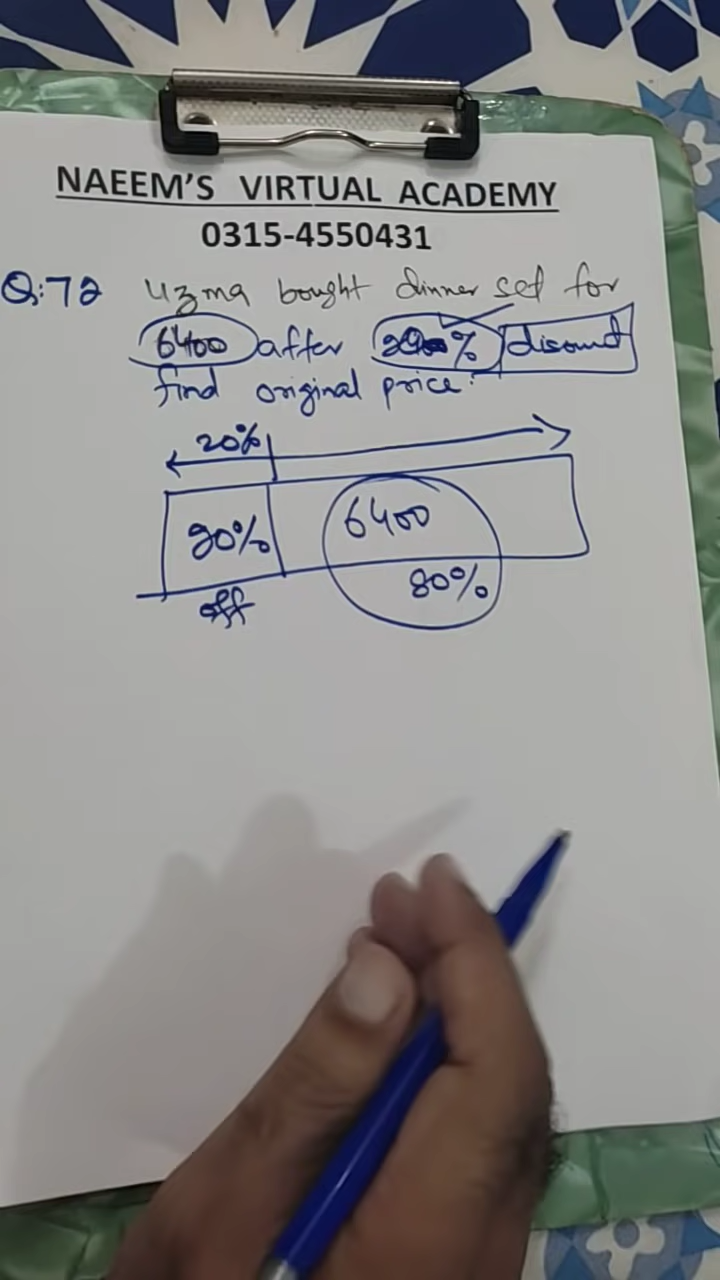 NAEEM'S VIRTUAL ACADEMY
0315-4550431
Q:72 Uzma bought dinner set for
6400 after 20% discount
find original price.
20%
20% 6400
80%
off